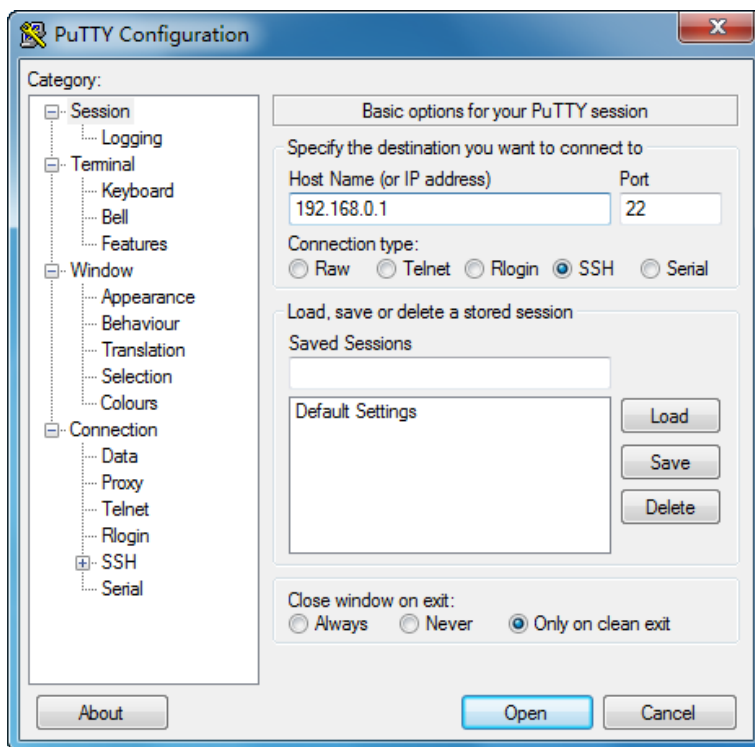 PuTTY Configuration
Category:
Session
Logging
Terminal
Keyboard
Bell
Features
Window
Appearance
Behaviour
Translation
Selection
Colours
Connection
Data
Proxy
Telnet
Rlogin
SSH
Serial
Basic options for your PuTTY session
Specify the destination you want to connect to
Host Name (or IP address) Port
192.168.0.1 22
Connection type:
Raw Telnet Rlogin SSH Serial
Load, save or delete a stored session
Saved Sessions
Default Settings
Load
Save
Delete
Close window on exit:
Always Never Only on clean exit
About Open Cancel